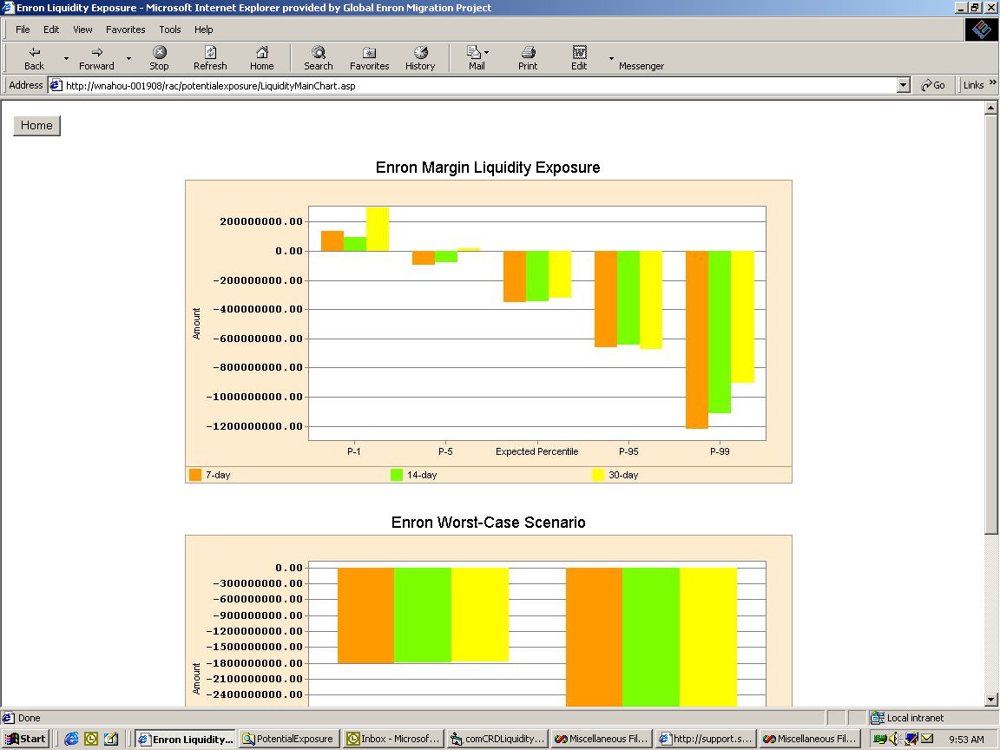 Enron Liquidity Exposure - Microsoft Internet Explorer provided by Global Enron Migration Project
File Edit View Favorites Tools Help
Back Forward Stop Refresh Home Search Favorites History Mail Print Edit Messenger
Address http://wnahou-001908/rac/potentialexposure/LiquidityMainChart.asp Go Links »
Home
Enron Margin Liquidity Exposure
200000000.00
0.00
-200000000.00
-400000000.00
-600000000.00
-800000000.00
-1000000000.00
-1200000000.00
Amount
P-1 P-5 Expected Percentile P-95 P-99
7-day 14-day 30-day
Enron Worst-Case Scenario
0.00
-300000000.00
-600000000.00
-900000000.00
-1200000000.00
-1500000000.00
-1800000000.00
-2100000000.00
-2400000000.00
Amount
Done Local intranet
Start Enron Liquidity... PotentialExposure Inbox - Microsof... comCRDLiquidity... Miscellaneous Fil... http://support.s... Miscellaneous Fil... 9:53 AM